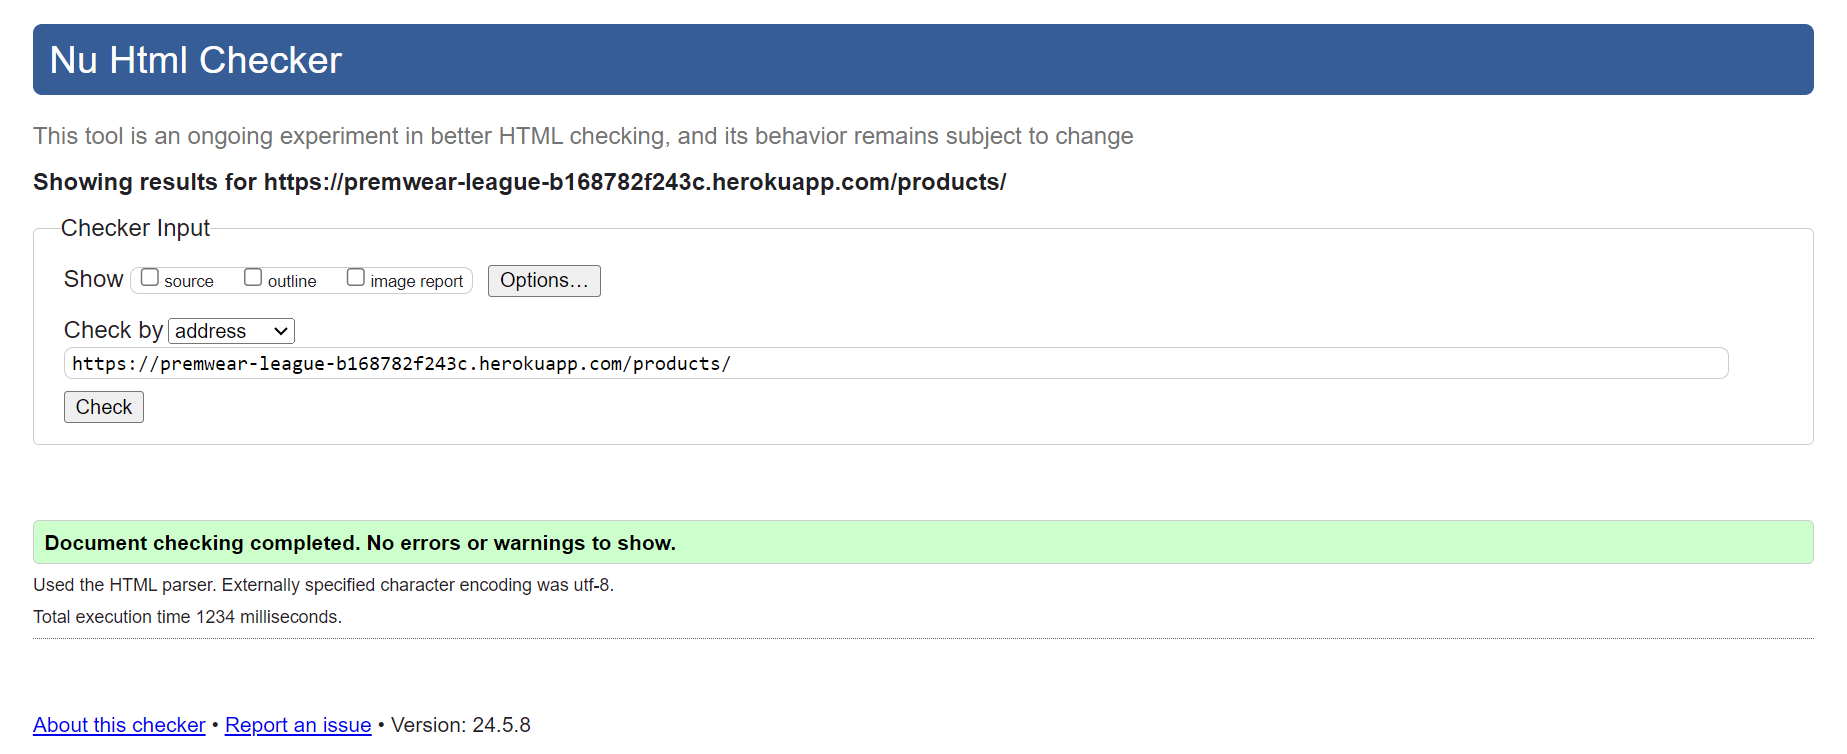 Nu Html Checker
This tool is an ongoing experiment in better HTML checking, and its behavior remains subject to change
Showing results for https://premwear-league-b168782f243c.herokuapp.com/products/
Checker Input
Show source outline image report Options...
Check by address
https://premwear-league-b168782f243c.herokuapp.com/products/
Check
Document checking completed. No errors or warnings to show.
Used the HTML parser. Externally specified character encoding was utf-8.
Total execution time 1234 milliseconds.
About this checker • Report an issue • Version: 24.5.8